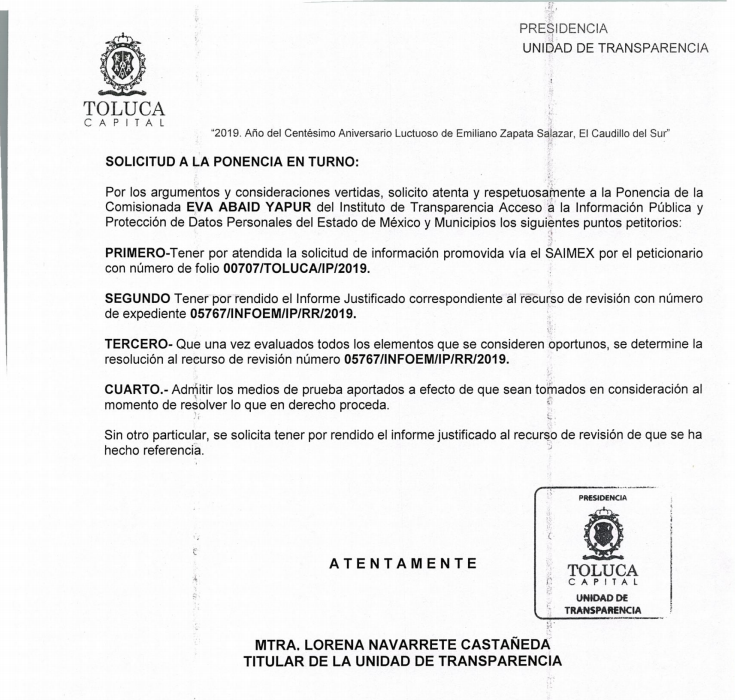 PRESIDENCIA
UNIDAD DE TRANSPARENCIA
TOLUCA
CAPITAL
"2019. Año del Centésimo Aniversario Luctuoso de Emiliano Zapata Salazar, El Caudillo del Sur"
SOLICITUD A LA PONENCIA EN TURNO:
Por los argumentos y consideraciones vertidas, solicito atenta y respetuosamente a la Ponencia de la
Comisionada EVA ABAID YAPUR del Instituto de Transparencia Acceso a la Información Pública y
Protección de Datos Personales del Estado de México y Municipios los siguientes puntos petitorios:
PRIMERO-Tener por atendida la solicitud de información promovida vía el SAIMEX por el peticionario
con número de folio 00707/TOLUCA/IP/2019.
SEGUNDO Tener por rendido el Informe Justificado correspondiente al recurso de revisión con número
de expediente 05767/INFOEM/IP/RR/2019.
TERCERO- Que una vez evaluados todos los elementos que se consideren oportunos, se determine la
resolución al recurso de revisión número 05767/INFOEM/IP/RR/2019.
CUARTO.- Admitir los medios de prueba aportados a efecto de que sean tomados en consideración al
momento de resolver lo que en derecho proceda.
Sin otro particular, se solicita tener por rendido el informe justificado al recurso de revisión de que se ha
hecho referencia.
PRESIDENCIA
TOLUCA
CAPITAL
UNIDAD DE
TRANSPARENCIA
ATENTAMENTE
MTRA. LORENA NAVARRETE CASTAÑEDA
TITULAR DE LA UNIDAD DE TRANSPARENCIA